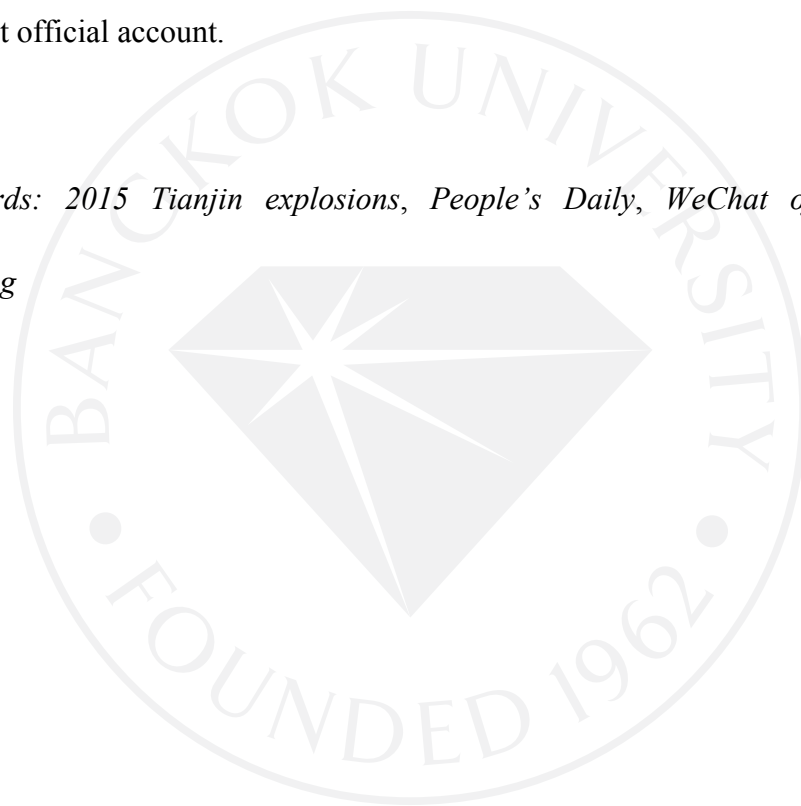 t official account.
rds: 2015 Tianjin explosions, People's Daily, WeChat o
g
BANGKOK UNIVERSITY
FOUNDED 1962